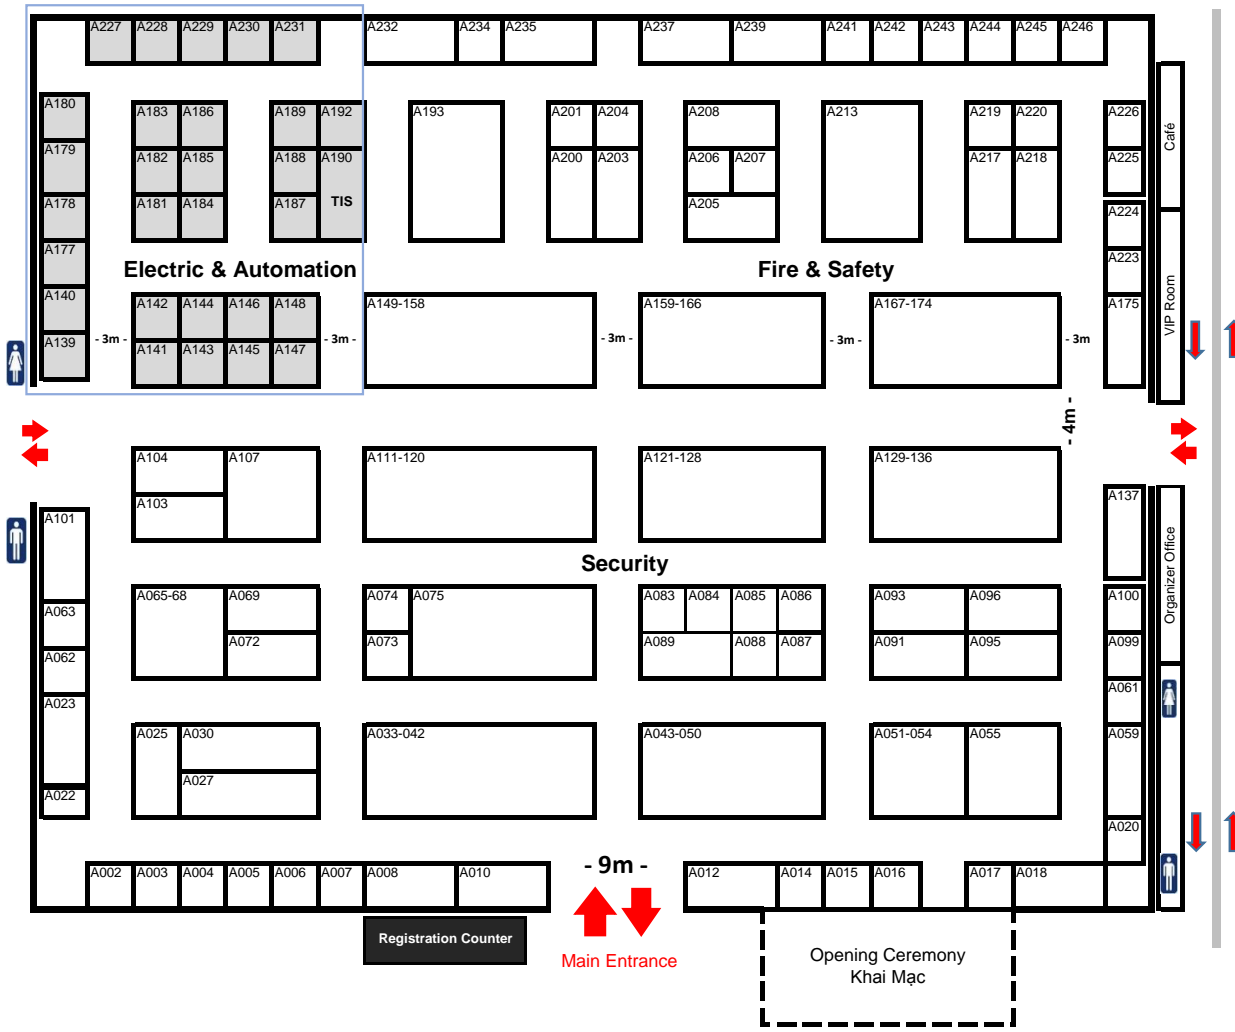 A227 A228 A229 A230 A231 A232 A234 A235 A237 A239 A241 A242 A243 A244 A245 A246
A180 A183 A186 A189 A192 A193 A201 A204 A208 A213 A219 A220 A226
Café
A179 A182 A185 A188 A190 A200 A203 A206 A207 A217 A218 A225
A178 A181 A184 A187 TIS A205 A224
A177 A223
Electric & Automation
Fire & Safety
VIP Room
A140 A142 A144 A146 A148 A149-158 A159-166 A167-174 A175
A139 - 3m - A141 A143 A145 A147 - 3m - - 3m - - 3m - - 3m
- 4m -
A104 A107 A111-120 A121-128 A129-136
A137
A103
A101
Organizer Office
Security
A065-68 A069 A074 A075 A083 A084 A085 A086 A093 A096 A100
A063
A072 A073 A089 A088 A087 A091 A095 A099
A062
A061
A023
A025 A030 A033-042 A043-050 A051-054 A055 A059
A027
A022
A020
- 9m -
A002 A003 A004 A005 A006 A007 A008 A010 A012 A014 A015 A016 A017 A018
Registration Counter
Main Entrance
Opening Ceremony
Khai Mạc